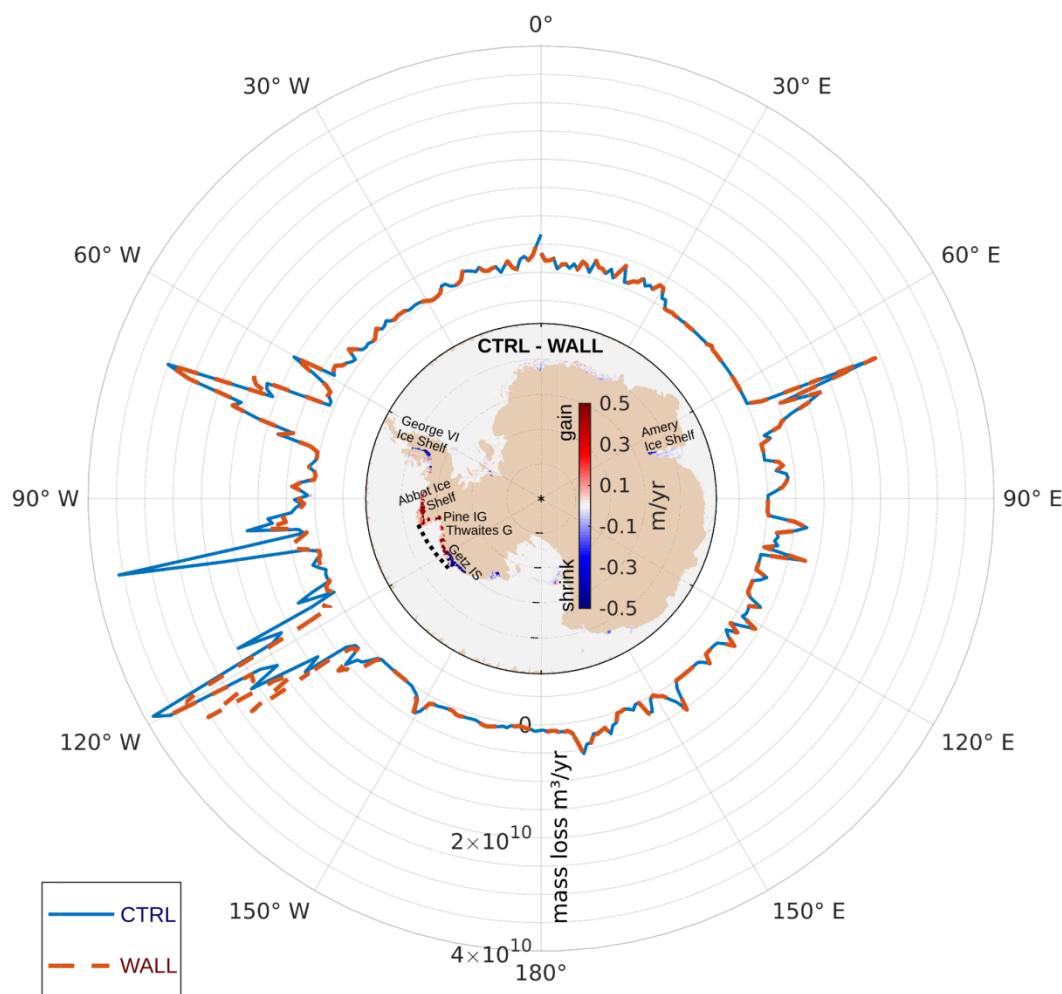 0°
30° W
30° E
60° W
60° E
CTRL - WALL
gain
0.5
0.3
0.1
-0.1
-0.3
-0.5
shrink
m/yr
George VI
Ice Shelf
Amery
Ice Shelf
Abbot Ice
Shelf
Pine IG
Thwaites G
Getz IS
90° W
90° E
120° W
120° E
0
mass loss m³/yr
2×10¹⁰
4×10¹⁰
150° W
150° E
180°
CTRL
WALL